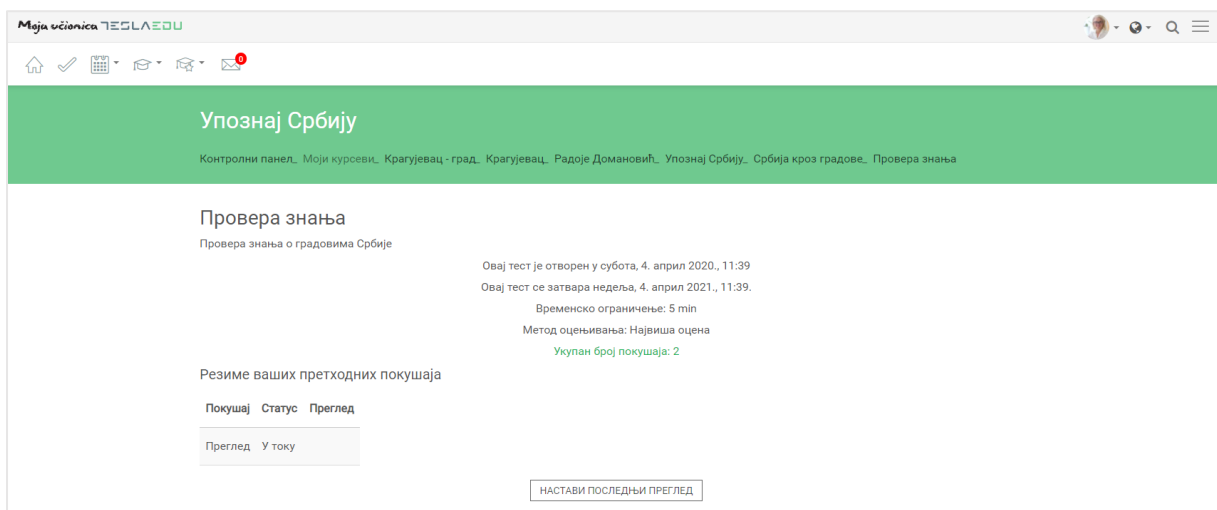 Moja učionica TESLAEDU
0
Упознај Србију
Контролни панел_ Моји курсеви_ Крагујевац - град_ Крагујевац_ Радоје Домановић_ Упознај Србију_ Србија кроз градове_ Провера знања
Провера знања
Провера знања о градовима Србије
Овај тест је отворен у субота, 4. април 2020., 11:39
Овај тест се затвара недеља, 4. април 2021., 11:39.
Временско ограничење: 5 min
Метод оцењивања: Највиша оцена
Укупан број покушаја: 2
Резиме ваших претходних покушаја
Покушај Статус Преглед
Преглед У току
НАСТАВИ ПОСЛЕДЊИ ПРЕГЛЕД